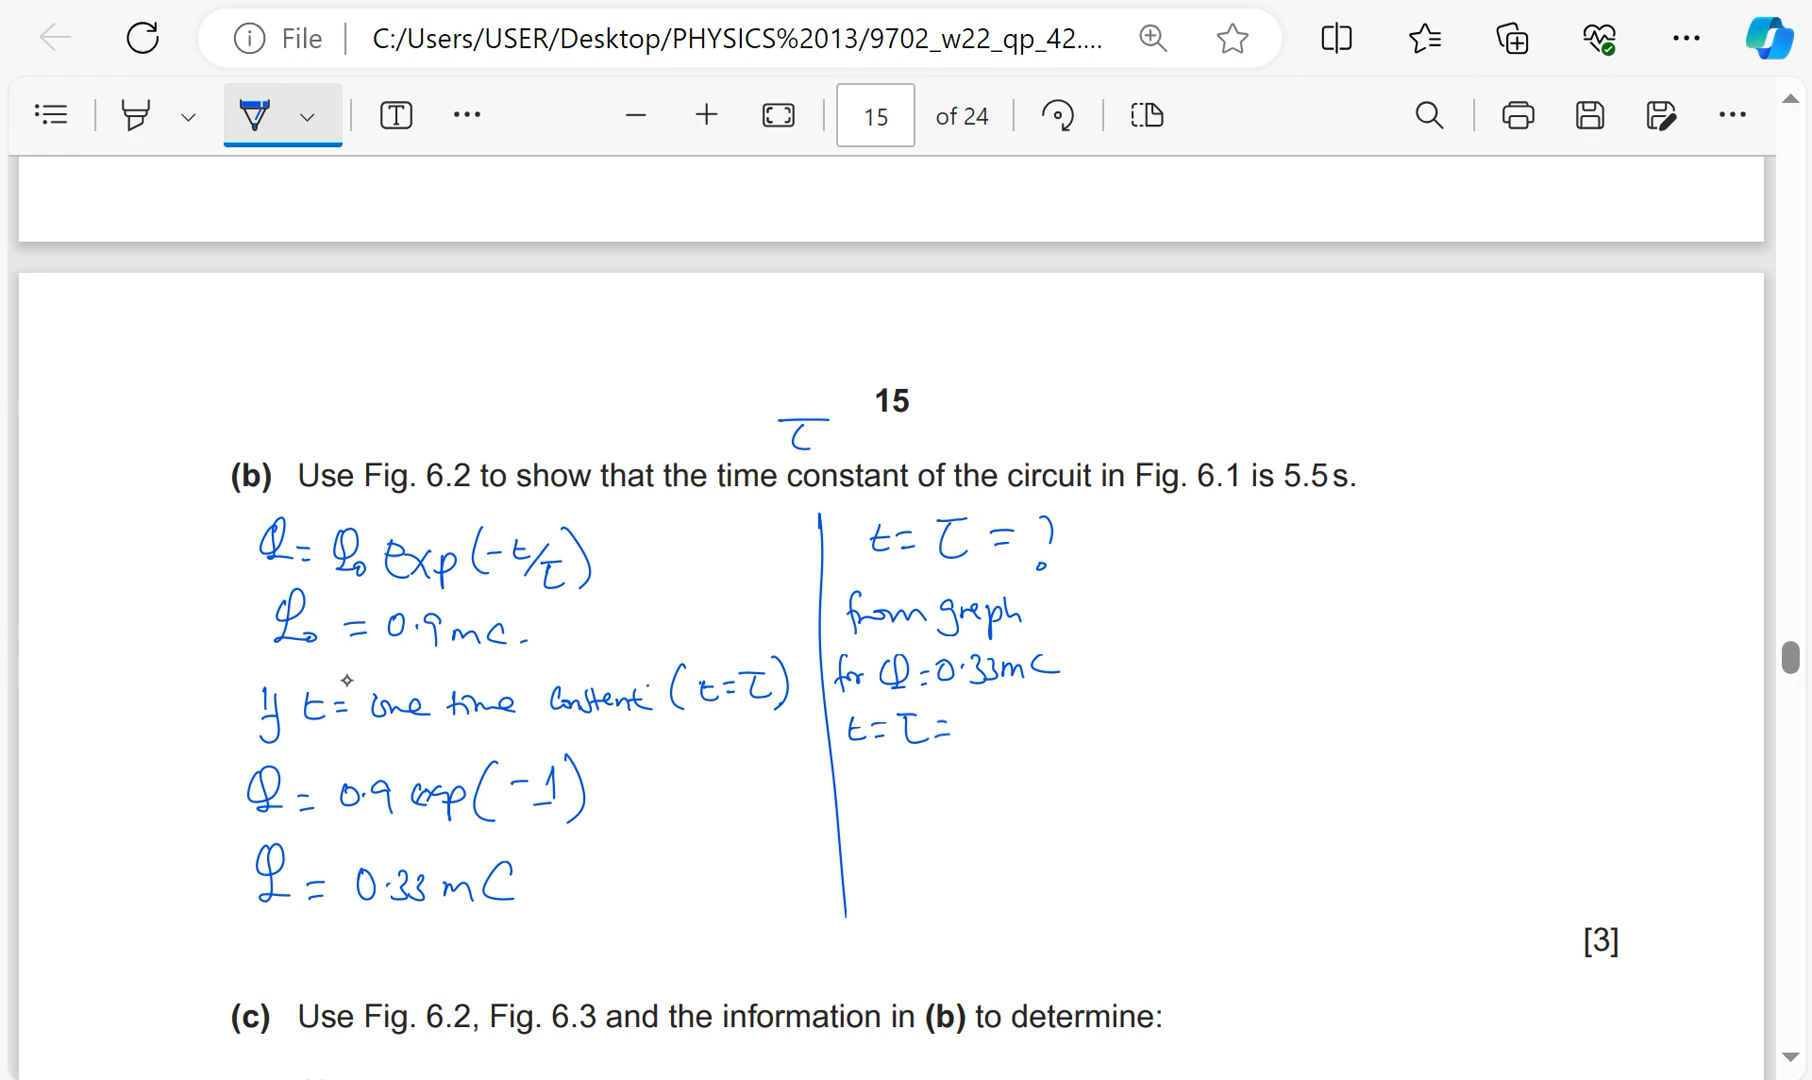 File
C:/Users/USER/Desktop/PHYSICS%2013/9702_w22_qp_42....
15 of 24
15
τ
(b) Use Fig. 6.2 to show that the time constant of the circuit in Fig. 6.1 is 5.5 s.
Q = Q₀ exp(-t/τ)
Q₀ = 0.9 mC.
If t = one time constent (t=τ)
Q = 0.9 exp(-1)
Q = 0.33 mC
t = τ = ?
from graph
for Q = 0.33mC
t = τ =
[3]
(c) Use Fig. 6.2, Fig. 6.3 and the information in (b) to determine: